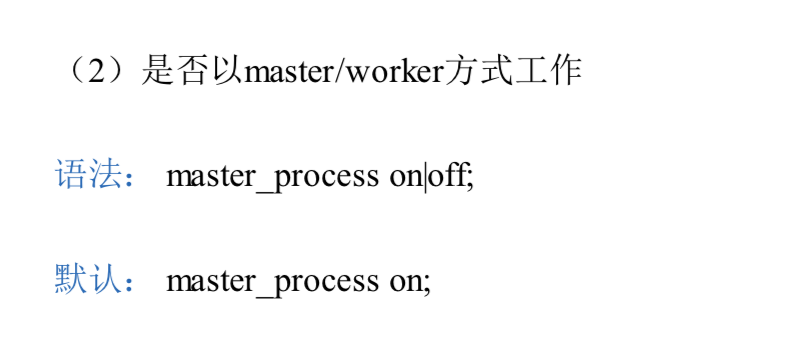 （2）是否以master/worker方式工作
语法： master_process on|off;
默认： master_process on;